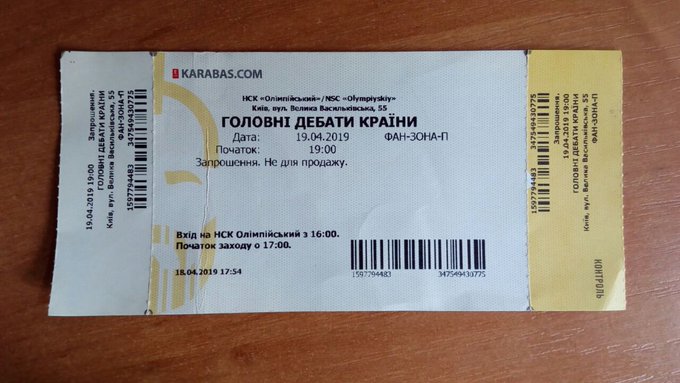 Запрошення.
ГОЛОВНІ ДЕБАТИ КРАЇНИ
Київ, вул. Велика Васильківська, 55
19.04.2019 19:00
ФАН-ЗОНА-П
1597794483
347549430775
KARABAS.COM
НСК «Олімпійський»/NSC «Olympiyskiy»
Київ, вул. Велика Васильківська, 55
ГОЛОВНІ ДЕБАТИ КРАЇНИ
Дата: 19.04.2019 ФАН-ЗОНА-П
Початок: 19:00
Запрошення. Не для продажу.
Вхід на НСК Олімпійський з 16:00.
Початок заходу о 17:00.
18.04.2019 17:54
1597794483 347549430775
1597794483 347549430775
19.04.2019 19:00
Запрошення.
ФАН-ЗОНА-П
ГОЛОВНІ ДЕБАТИ КРАЇНИ
Київ, вул. Велика Васильківська, 55
КОНТРОЛЬ